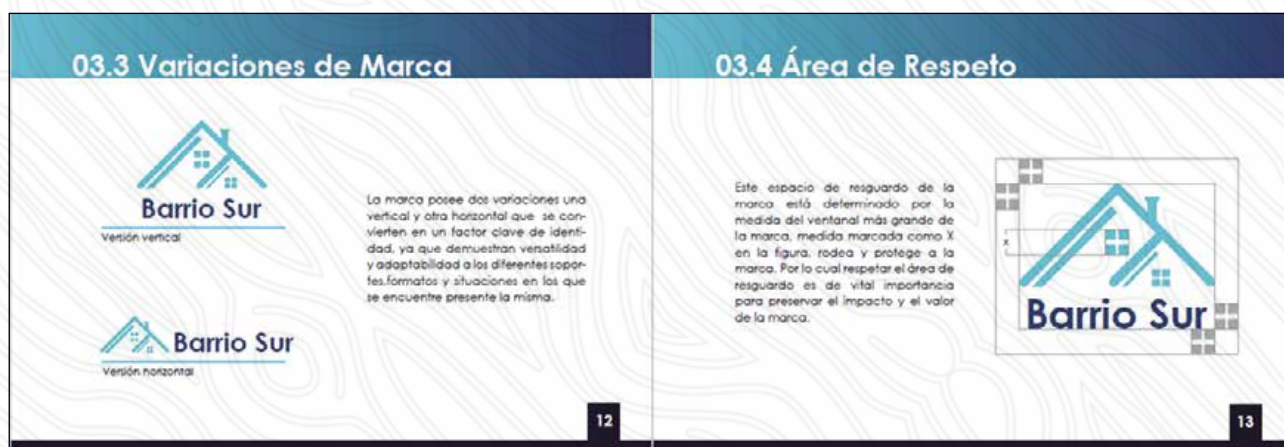 03.3 Variaciones de Marca
Barrio Sur
Versión vertical
La marca posee dos variaciones una
vertical y otra horizontal que se con-
vierten en un factor clave de identi-
dad, ya que demuestran versatilidad
y adaptabilidad a los diferentes sopor-
tes,formatos y situaciones en los que
se encuentre presente la misma.
Barrio Sur
Versión horizontal
12
03.4 Área de Respeto
Este espacio de resguardo de la
marca está determinado por la
medida del ventanal más grande de
la marca, medida marcada como X
en la figura, rodea y protege a la
marca. Por lo cual respetar el área de
resguardo es de vital importancia
para preservar el impacto y el valor
de la marca.
X
Barrio Sur
13